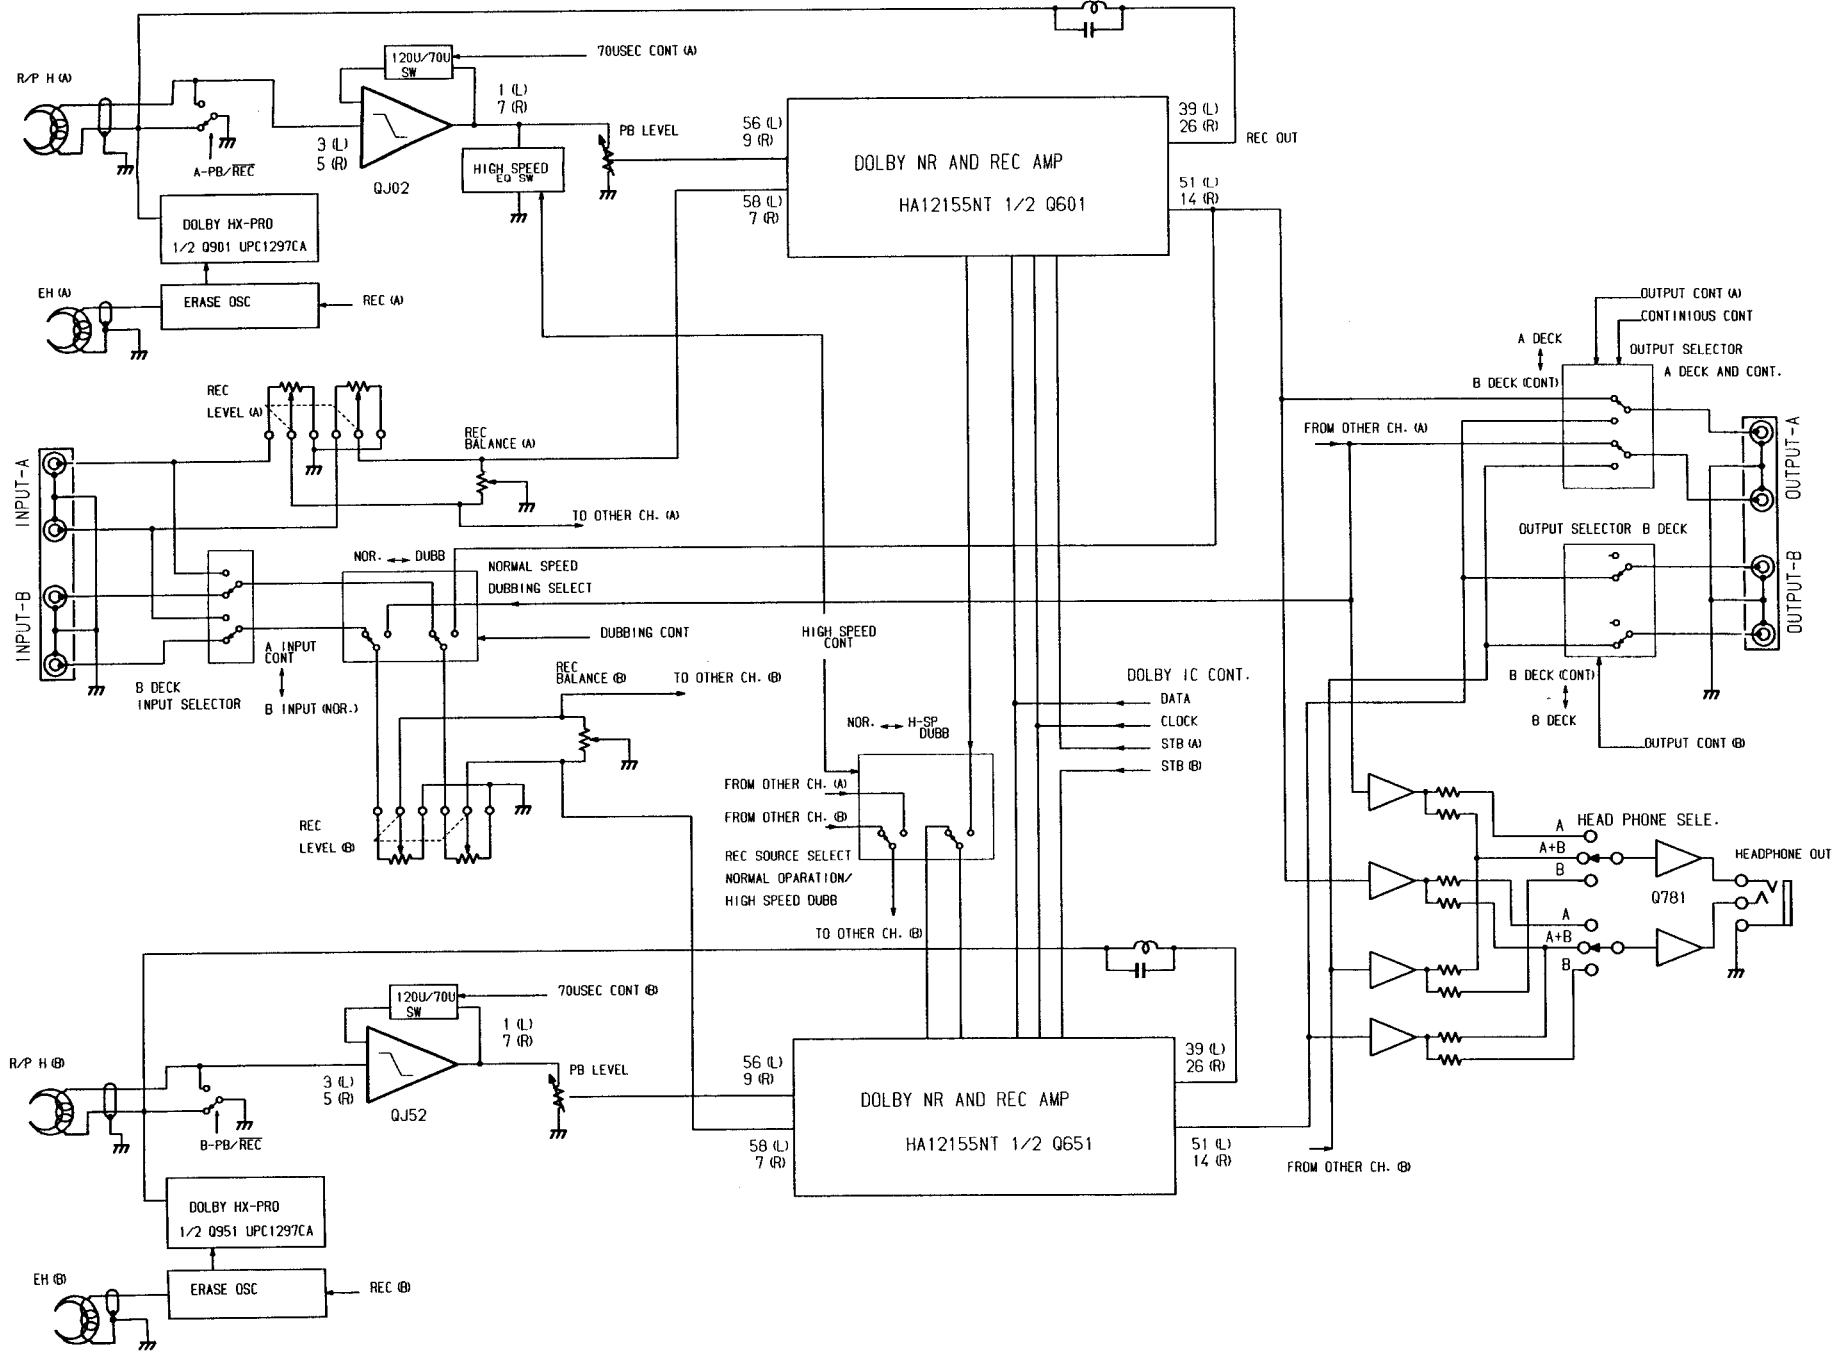 R/P H (A)
120U/70U
SW
70USEC CONT (A)
1 (L)
7 (R)
3 (L)
5 (R)
QJ02
A-PB/REC
HIGH SPEED
EQ SW
PB LEVEL
56 (L)
9 (R)
58 (L)
7 (R)
DOLBY NR AND REC AMP
HA12155NT 1/2 Q601
39 (L)
26 (R)
REC OUT
51 (L)
14 (R)
DOLBY HX-PRO
1/2 Q901 UPC1297CA
EH (A)
ERASE OSC
REC (A)
REC
LEVEL (A)
REC
BALANCE (A)
TO OTHER CH. (A)
INPUT-A
INPUT-B
B DECK
INPUT SELECTOR
A INPUT
CONT
B INPUT (NOR.)
NOR.
DUBB
NORMAL SPEED
DUBBING SELECT
DUBBING CONT
REC
BALANCE (B)
TO OTHER CH. (B)
REC
LEVEL (B)
HIGH SPEED
CONT
NOR.
H-SP
DUBB
FROM OTHER CH. (A)
FROM OTHER CH. (B)
REC SOURCE SELECT
NORMAL OPARATION/
HIGH SPEED DUBB
TO OTHER CH. (B)
DOLBY IC CONT.
DATA
CLOCK
STB (A)
STB (B)
OUTPUT CONT (A)
CONTINIOUS CONT
A DECK
B DECK (CONT)
OUTPUT SELECTOR
A DECK AND CONT.
FROM OTHER CH. (A)
OUTPUT-A
OUTPUT SELECTOR B DECK
OUTPUT-B
B DECK (CONT)
B DECK
OUTPUT CONT (B)
HEAD PHONE SELE.
A
A+B
B
A
A+B
B
Q781
HEADPHONE OUT
R/P H (B)
120U/70U
SW
70USEC CONT (B)
1 (L)
7 (R)
3 (L)
5 (R)
QJ52
B-PB/REC
PB LEVEL
56 (L)
9 (R)
58 (L)
7 (R)
DOLBY NR AND REC AMP
HA12155NT 1/2 Q651
39 (L)
26 (R)
51 (L)
14 (R)
FROM OTHER CH. (B)
DOLBY HX-PRO
1/2 Q951 UPC1297CA
EH (B)
ERASE OSC
REC (B)